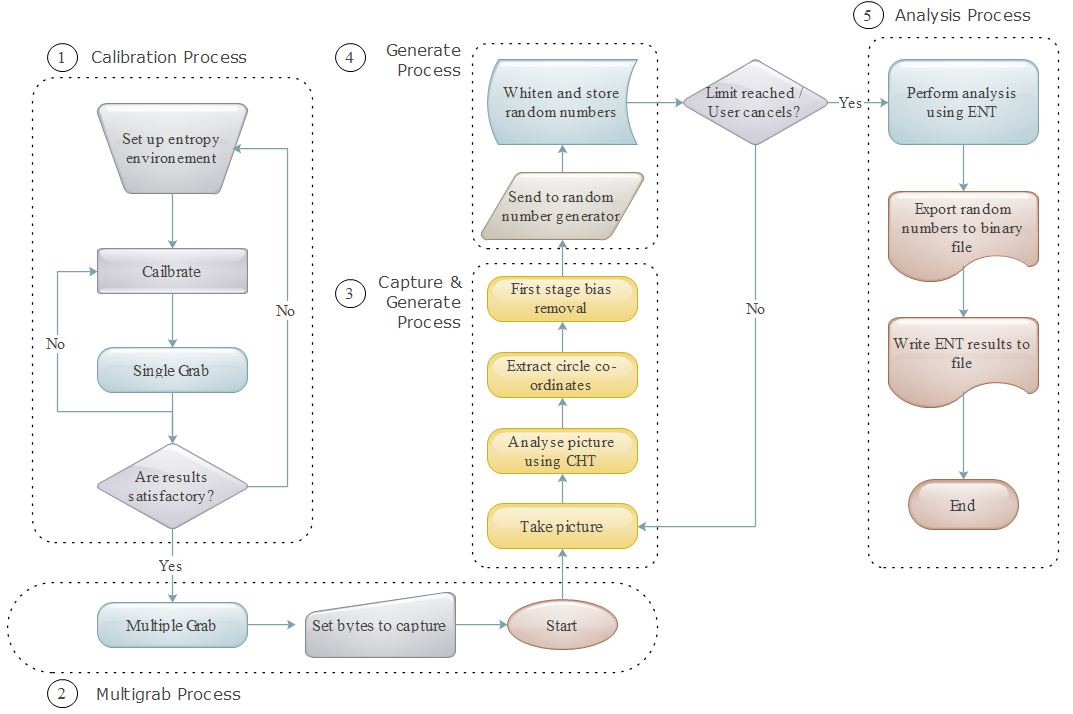 1
Calibration Process
Set up entropy
environement
Cailbrate
No
No
Single Grab
Are results
satisfactory?
Yes
Multiple Grab
Set bytes to capture
Start
2
Multigrab Process
3
Capture &
Generate
Process
First stage bias
removal
Extract circle co-
ordinates
Analyse picture
using CHT
Take picture
4
Generate
Process
Whiten and store
random numbers
Send to random
number generator
Limit reached /
User cancels?
Yes
No
5
Analysis Process
Perform analysis
using ENT
Export random
numbers to binary
file
Write ENT results to
file
End